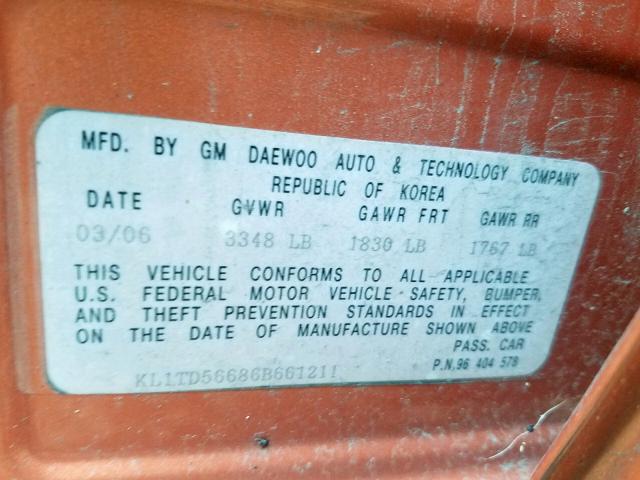 MFD. BY GM DAEWOO AUTO & TECHNOLOGY COMPANY
REPUBLIC OF KOREA
DATE GVWR GAWR FRT GAWR RR
03/06 3348 LB 1830 LB 1767 LB
THIS VEHICLE CONFORMS TO ALL APPLICABLE
U.S. FEDERAL MOTOR VEHICLE SAFETY, BUMPER,
AND THEFT PREVENTION STANDARDS IN EFFECT
ON THE DATE OF MANUFACTURE SHOWN ABOVE
PASS. CAR
P.N.96 404 578